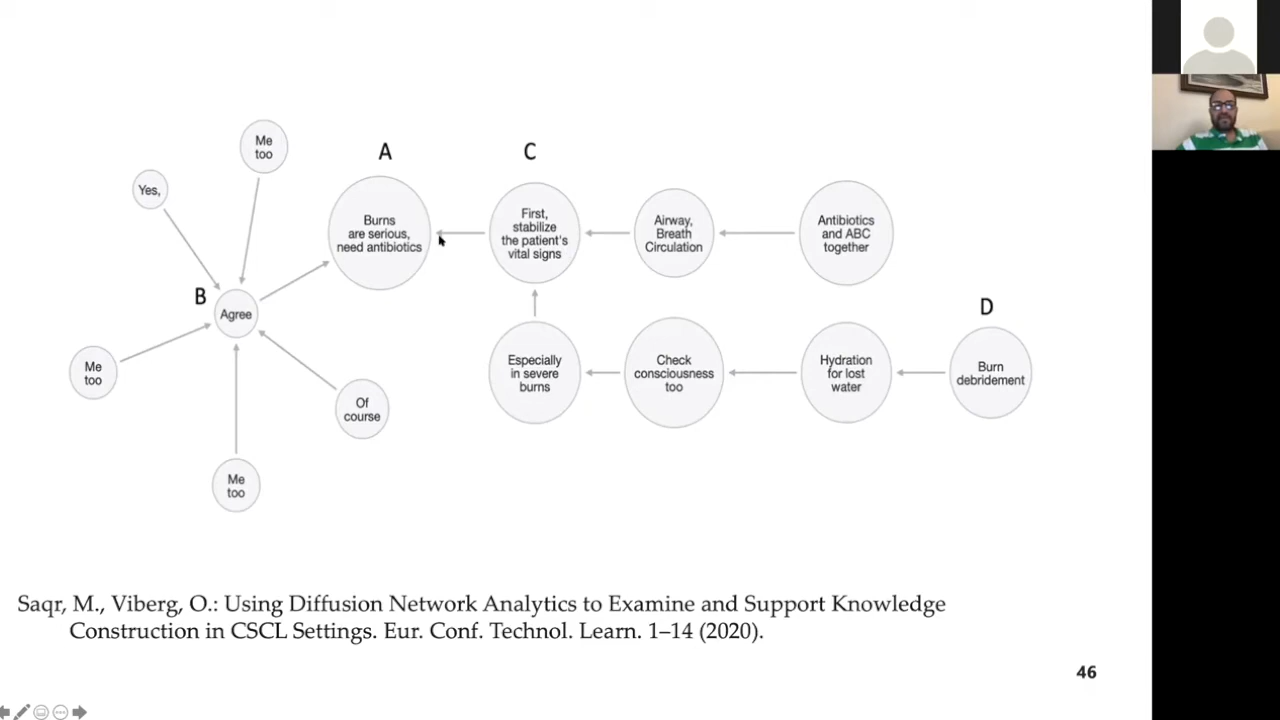 A
C
Me
too
Yes,
Burns
are serious,
need antibiotics
First,
stabilize
the patient's
vital signs
Airway,
Breath
Circulation
Antibiotics
and ABC
together
B
Agree
D
Me
too
Of
course
Especially
in severe
burns
Check
consciousness
too
Hydration
for lost
water
Burn
debridement
Me
too
Saqr, M., Viberg, O.: Using Diffusion Network Analytics to Examine and Support Knowledge
Construction in CSCL Settings. Eur. Conf. Technol. Learn. 1–14 (2020).
46